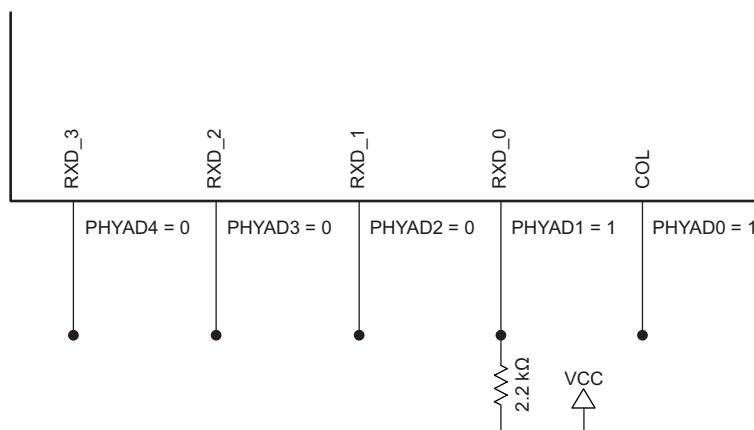 RXD_3
RXD_2
RXD_1
RXD_0
COL
PHYAD4 = 0
PHYAD3 = 0
PHYAD2 = 0
PHYAD1 = 1
PHYAD0 = 1
2.2 kΩ
VCC